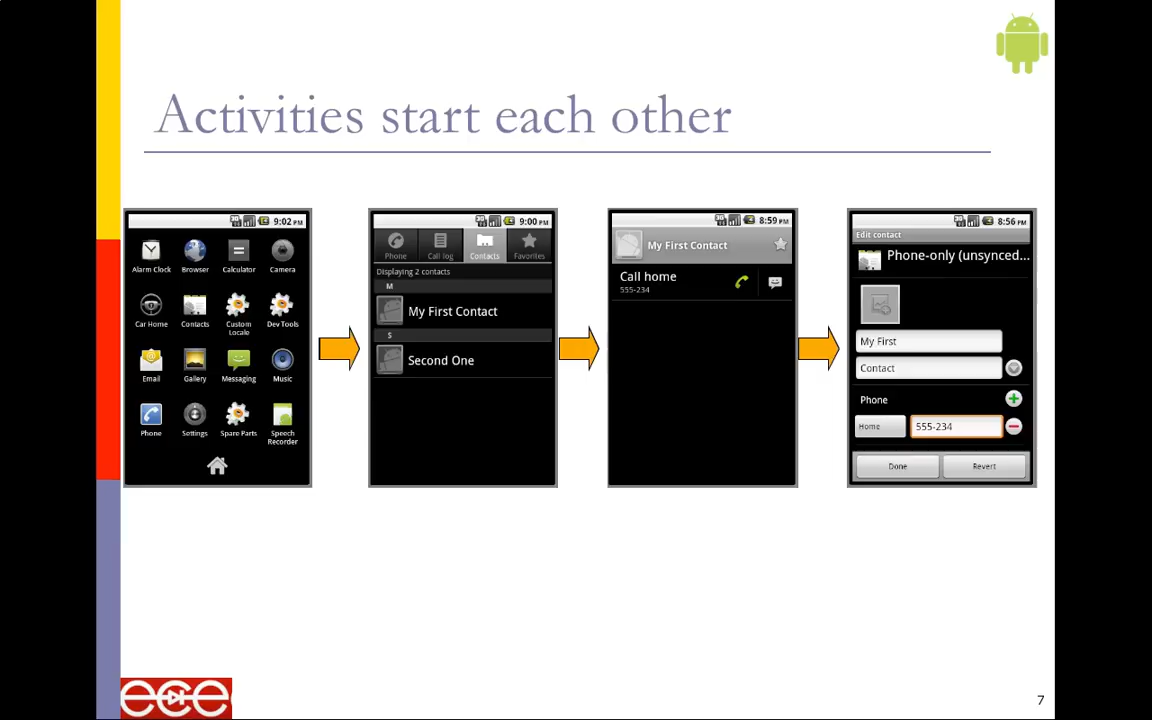 Activities start each other
9:02 PM
Alarm Clock
Browser
Calculator
Camera
Car Home
Contacts
Custom
Locale
Dev Tools
Email
Gallery
Messaging
Music
Phone
Settings
Spare Parts
Speech
Recorder
9:00 PM
Phone
Call log
Contacts
Favorites
Displaying 2 contacts
M
My First Contact
S
Second One
8:59 PM
My First Contact
Call home
555-234
8:56 PM
Edit contact
Phone-only (unsynced...
My First
Contact
Phone
Home
555-234
Done
Revert
ece
7